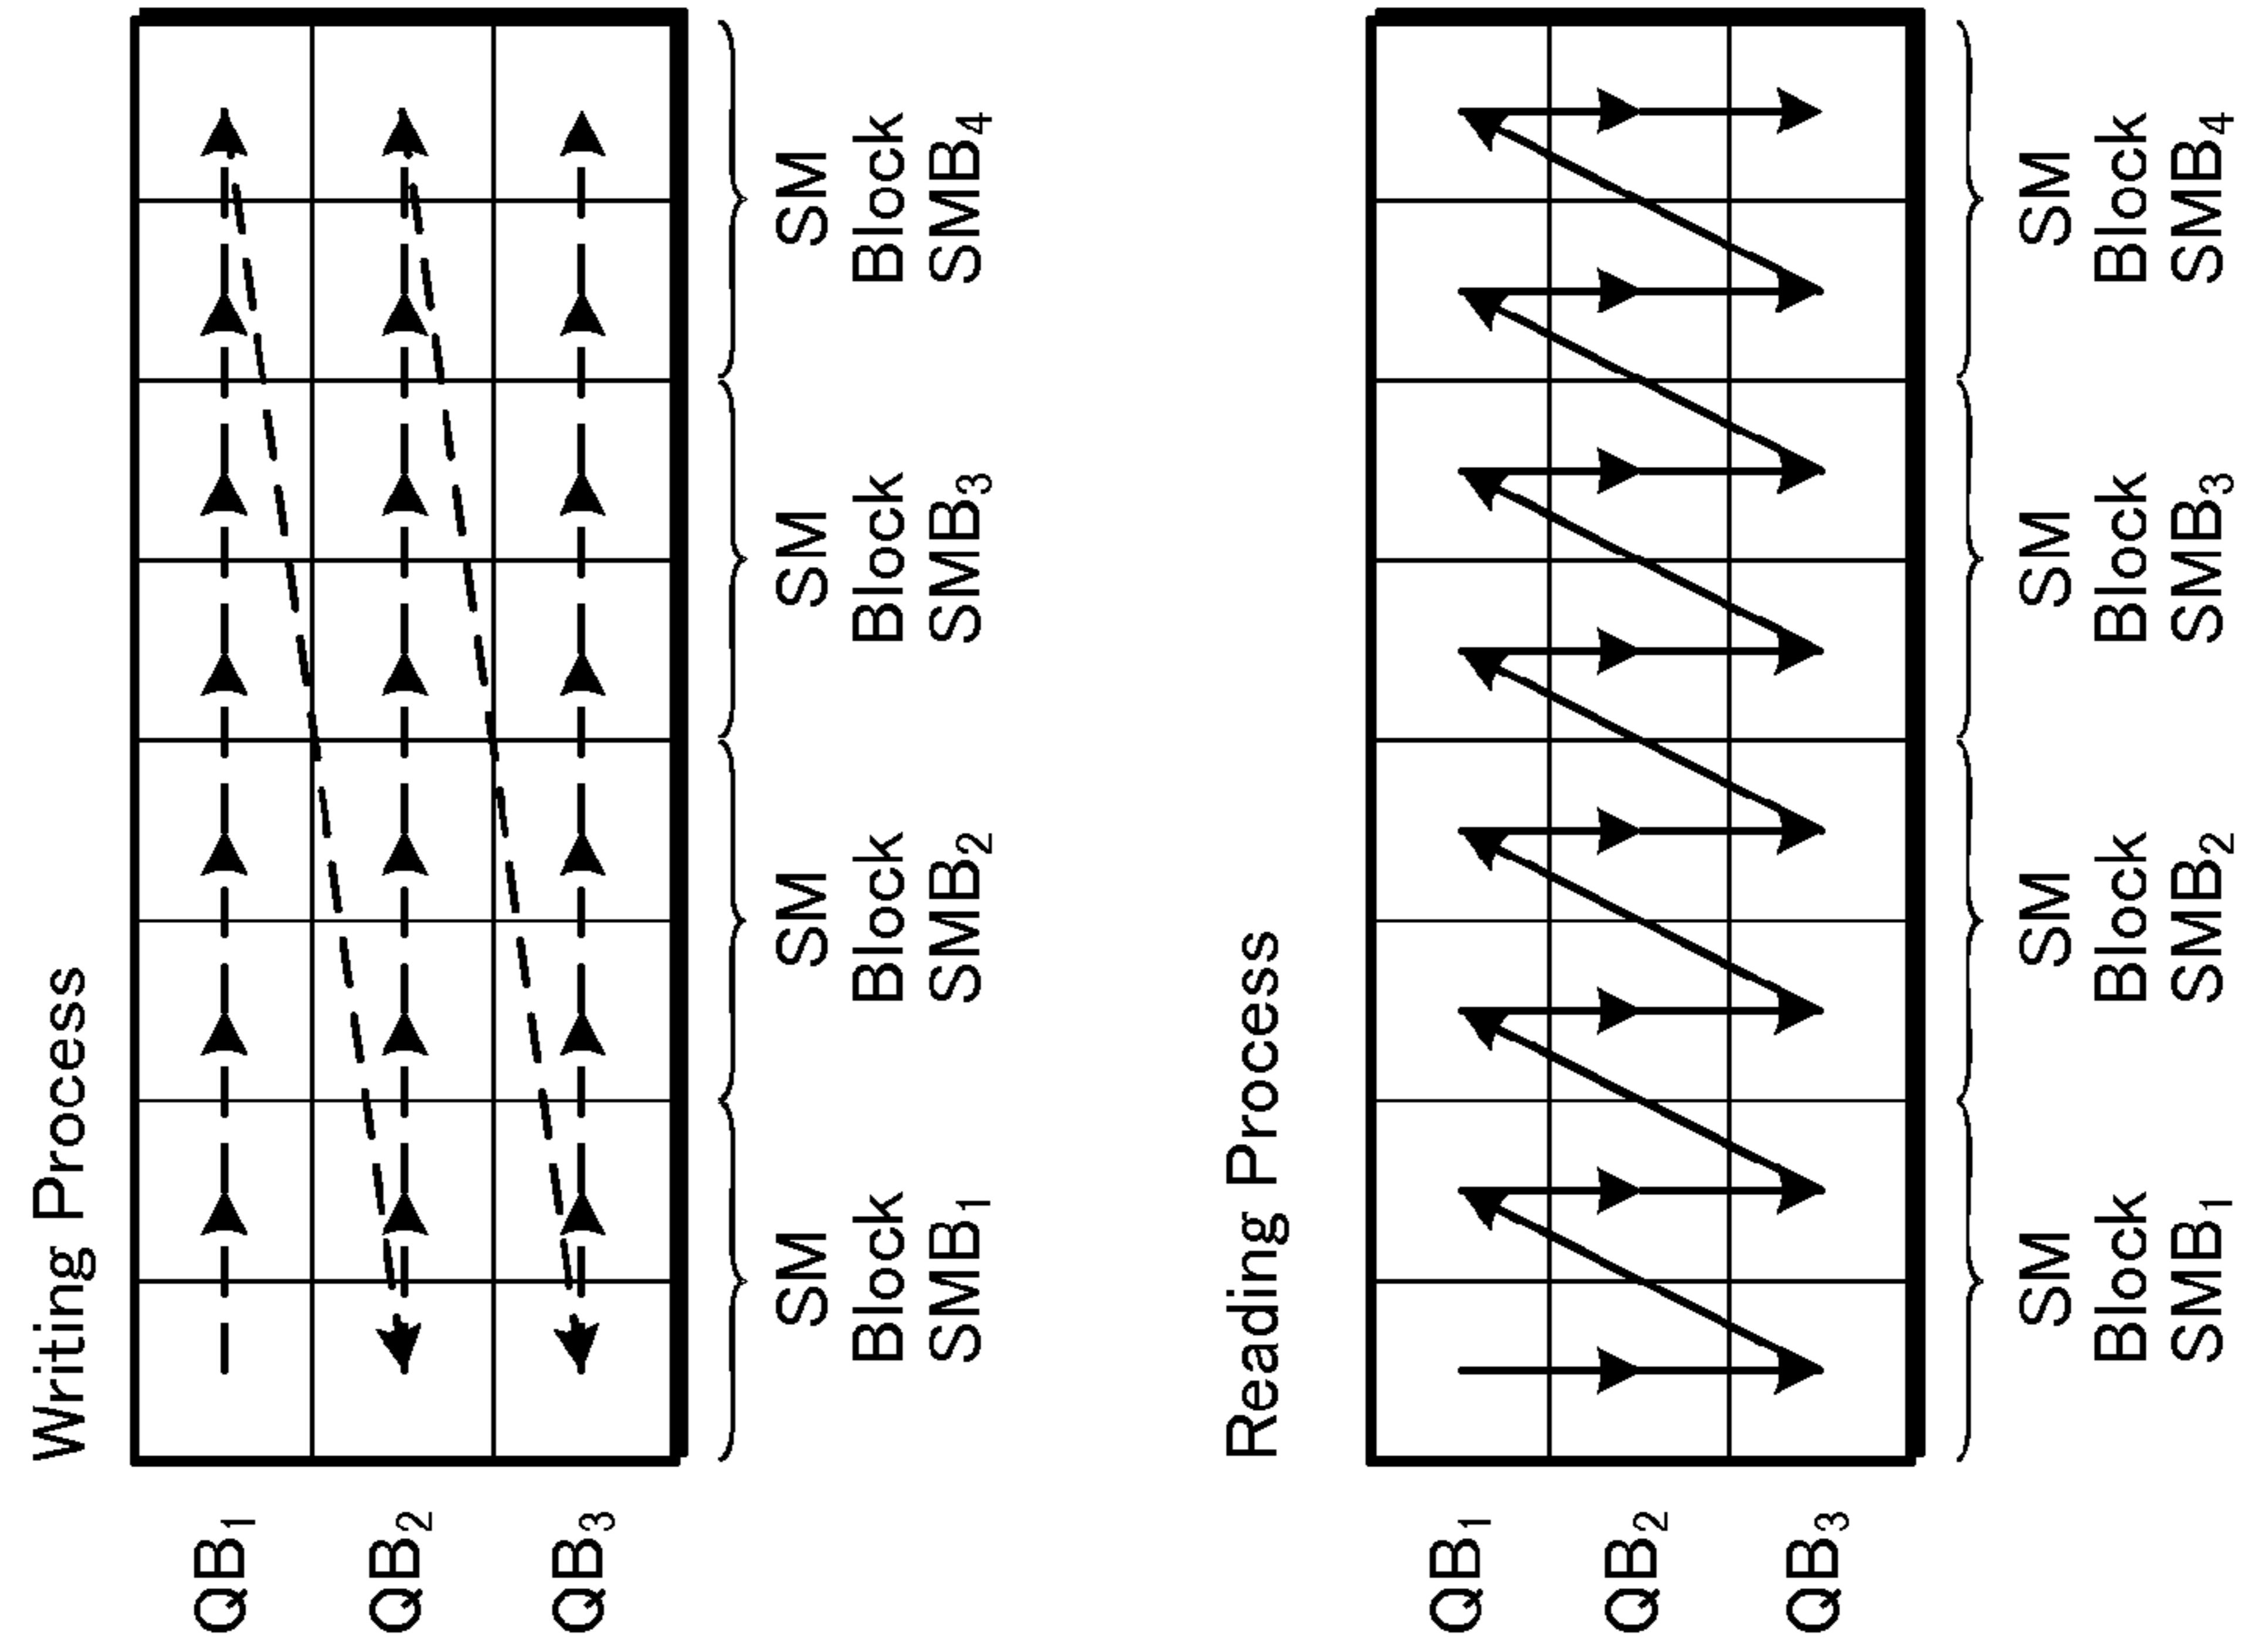 Writing Process
QB₁
QB₂
QB₃
SM
Block
SMB₁
SM
Block
SMB₂
SM
Block
SMB₃
SM
Block
SMB₄
Reading Process
QB₁
QB₂
QB₃
SM
Block
SMB₁
SM
Block
SMB₂
SM
Block
SMB₃
SM
Block
SMB₄